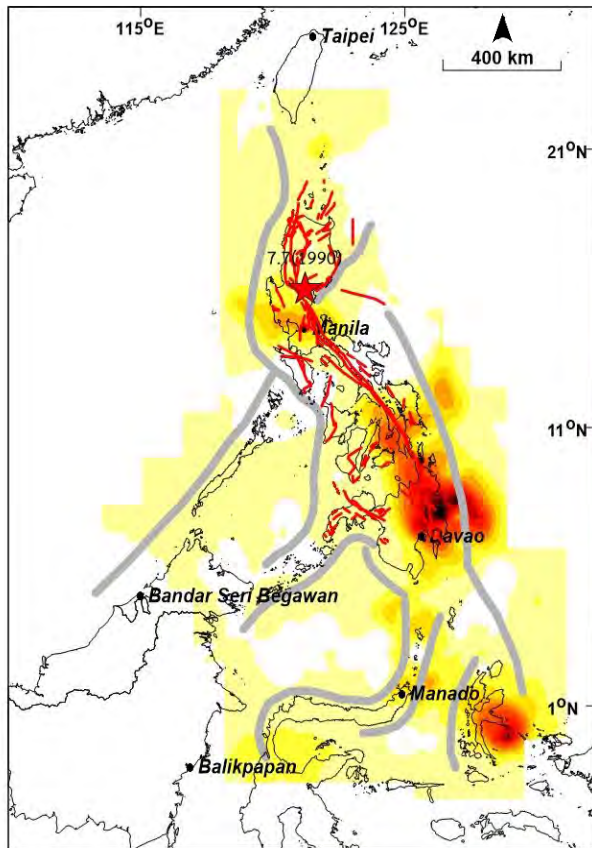 115°E
125°E
Taipei
400 km
21°N
7.7(1990)
Manila
11°N
Davao
Bandar Seri Begawan
Manado
1°N
Balikpapan